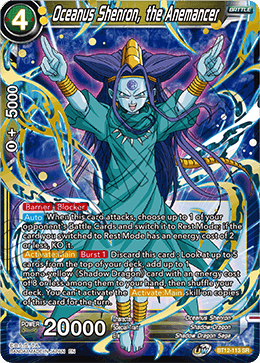 4
Oceanus Shenron, the Anemancer
BATTLE
0 + 5000
Barrier Blocker
Auto When this card attacks, choose up to 1 of your
opponent's Battle Cards and switch it to Rest Mode; if the
card you switched to Rest Mode has an energy cost of 2
or less, KO it.
Activate Main Burst 1 Discard this card : Look at up to 5
cards from the top of your deck, add up to 1
mono-yellow ‹Shadow Dragon› card with an energy cost
of 8 or less among them to your hand, then shuffle your
deck. You can't activate the Activate Main skill on copies
of this card for the turn.
POWER
20000
Character
Oceanus Shenron
Special Trait
Shadow Dragon
Shadow Dragon Saga
BT12-113 SR